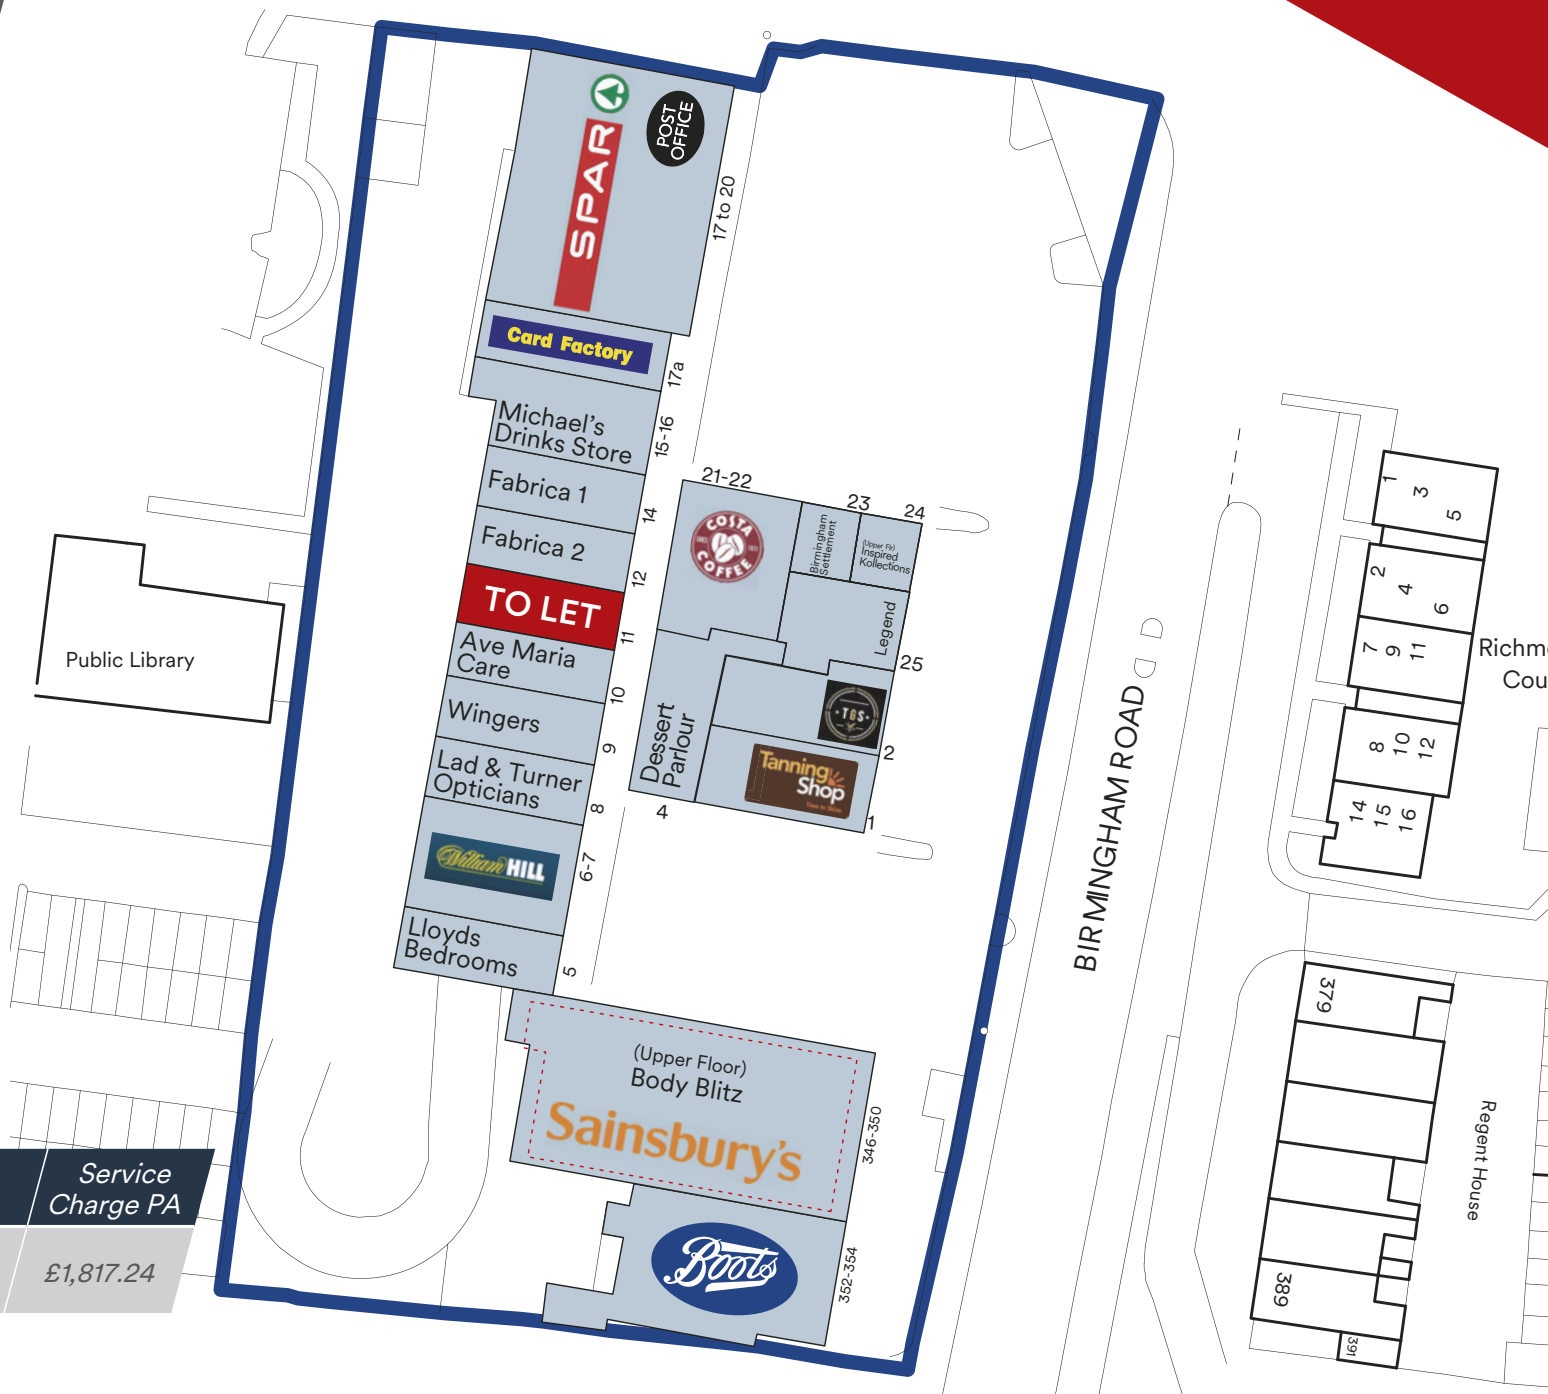 SPAR
POST
OFFICE
17 to 20
Card Factory
17a
Michael's
Drinks Store
15-16
Fabrica 1
14
Fabrica 2
12
TO LET
11
Ave Maria
Care
10
Wingers
9
Lad & Turner
Opticians
8
William HILL
6-7
Lloyds
Bedrooms
5
21-22
COSTA
COFFEE
23
Birmingham
Settlement
24
(Upper Flr)
Inspired
Kollections
Legend
25
TGS
2
Dessert
Parlour
4
Tanning
Shop
1
(Upper Floor)
Body Blitz
Sainsbury's
346-350
Boots
352-354
BIRMINGHAM ROAD
Public Library
Service
Charge PA
£1,817.24
1
3
5
2
4
6
7
9
11
Richm
Cou
8
10
12
14
15
16
379
389
391
Regent House